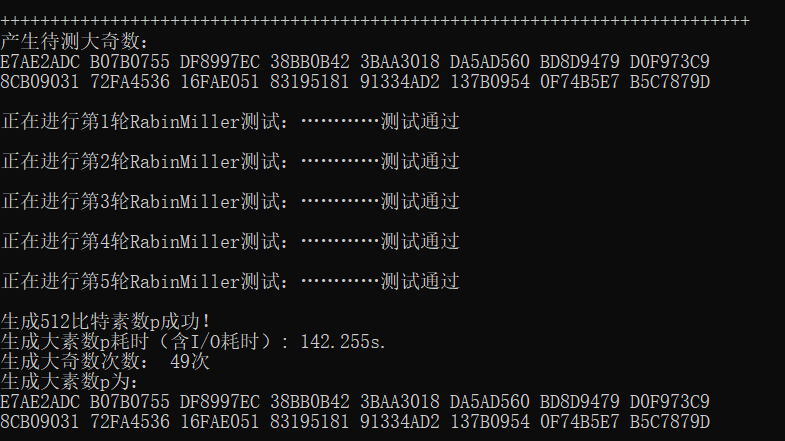 +++++++++++++++++++++++++++++++++++++++++++++++++++++++++++++++++++++++++++
产生待测大奇数：
E7AE2ADC B07B0755 DF8997EC 38BB0B42 3BAA3018 DA5AD560 BD8D9479 D0F973C9
8CB09031 72FA4536 16FAE051 83195181 91334AD2 137B0954 0F74B5E7 B5C7879D
正在进行第1轮RabinMiller测试：…………测试通过
正在进行第2轮RabinMiller测试：…………测试通过
正在进行第3轮RabinMiller测试：…………测试通过
正在进行第4轮RabinMiller测试：…………测试通过
正在进行第5轮RabinMiller测试：…………测试通过
生成512比特素数p成功！
生成大素数p耗时（含I/O耗时）: 142.255s.
生成大奇数次数： 49次
生成大素数p为：
E7AE2ADC B07B0755 DF8997EC 38BB0B42 3BAA3018 DA5AD560 BD8D9479 D0F973C9
8CB09031 72FA4536 16FAE051 83195181 91334AD2 137B0954 0F74B5E7 B5C7879D